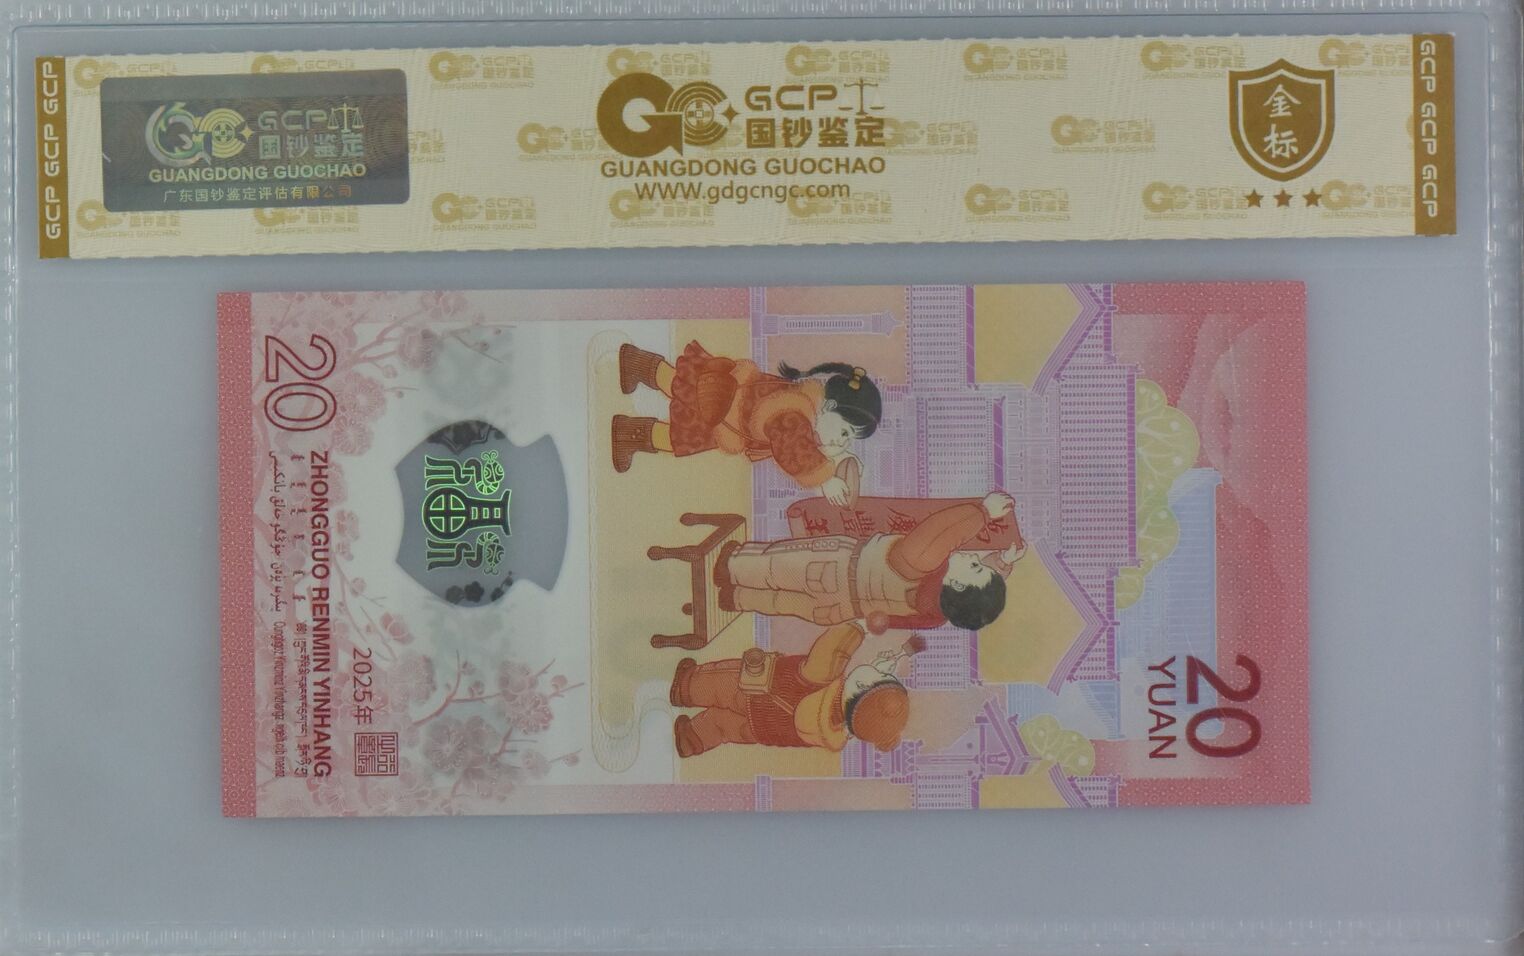 GCP GCP GCP
GCP
国钞鉴定
GUANGDONG GUOCHAO
广东国钞鉴定评估有限公司
GCP
国钞鉴定
GUANGDONG GUOCHAO
WWW.gdgcngc.com
金
标
GCP GCP GCP
20
ZHONGGUO RENMIN YINHANG
2025年
20
YUAN